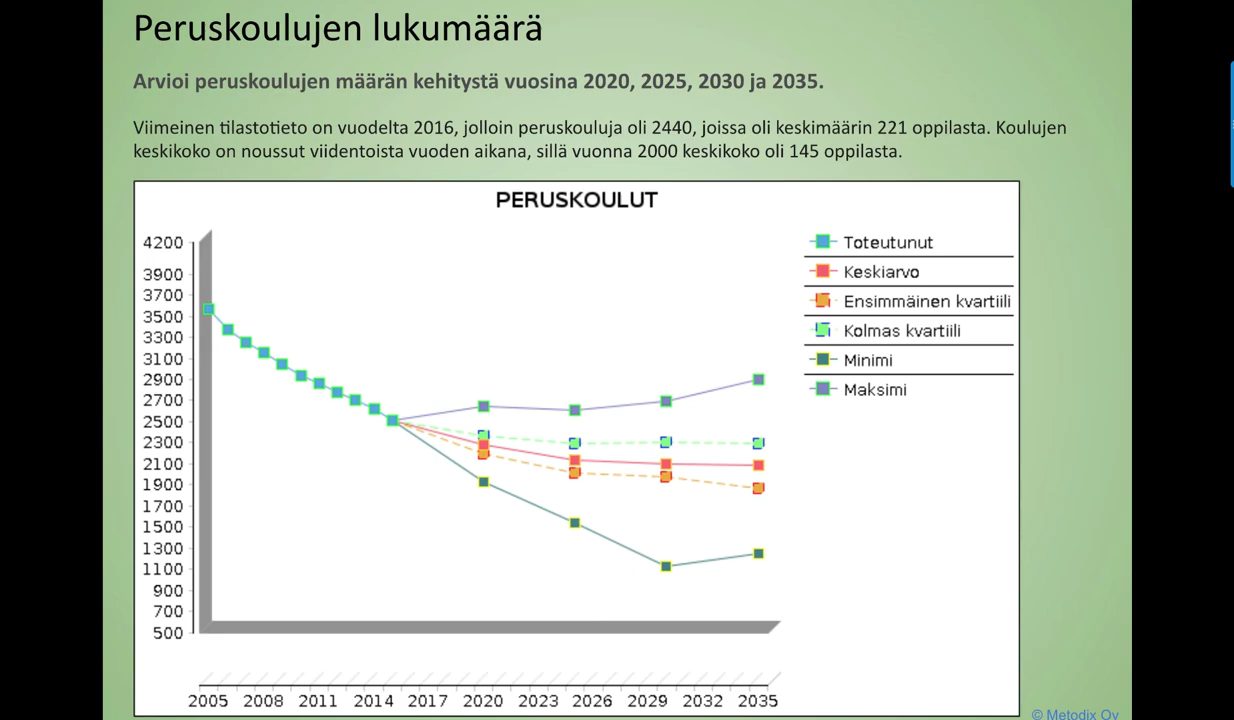 Peruskoulujen lukumäärä
Arvioi peruskoulujen määrän kehitystä vuosina 2020, 2025, 2030 ja 2035.
Viimeinen tilastotieto on vuodelta 2016, jolloin peruskouluja oli 2440, joissa oli keskimäärin 221 oppilasta. Koulujen
keskikoko on noussut viidentoista vuoden aikana, sillä vuonna 2000 keskikoko oli 145 oppilasta.
PERUSKOULUT
4200
3900
3700
3500
3300
3100
2900
2700
2500
2300
2100
1900
1700
1500
1300
1100
900
700
500
2005 2008 2011 2014 2017 2020 2023 2026 2029 2032 2035
Toteutunut
Keskiarvo
Ensimmäinen kvartiili
Kolmas kvartiili
Minimi
Maksimi
© Metodix Oy